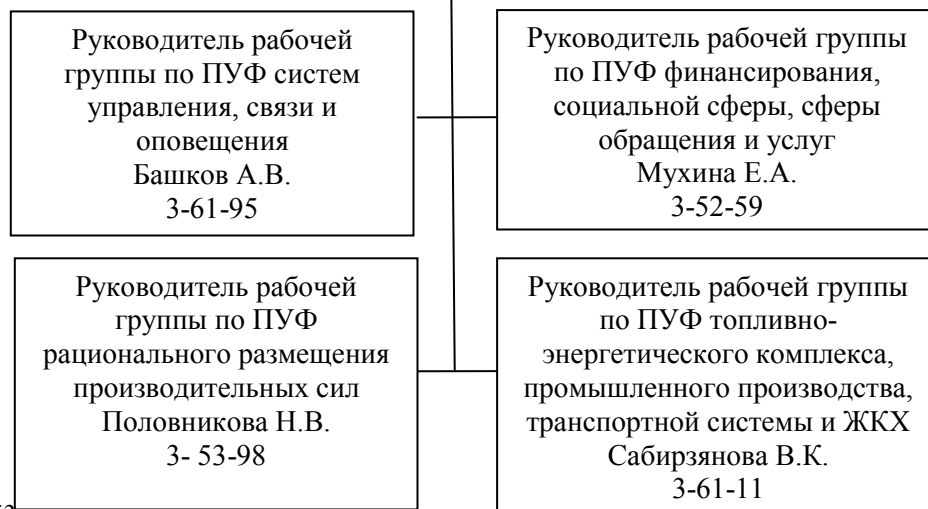 Руководитель рабочей
группы по ПУФ систем
управления, связи и
оповещения
Башков А.В.
3-61-95
Руководитель рабочей группы
по ПУФ финансирования,
социальной сферы, сферы
обращения и услуг
Мухина Е.А.
3-52-59
Руководитель рабочей
группы по ПУФ
рационального размещения
производительных сил
Половникова Н.В.
3- 53-98
Руководитель рабочей группы
по ПУФ топливно-
энергетического комплекса,
промышленного производства,
транспортной системы и ЖКХ
Сабирзянова В.К.
3-61-11